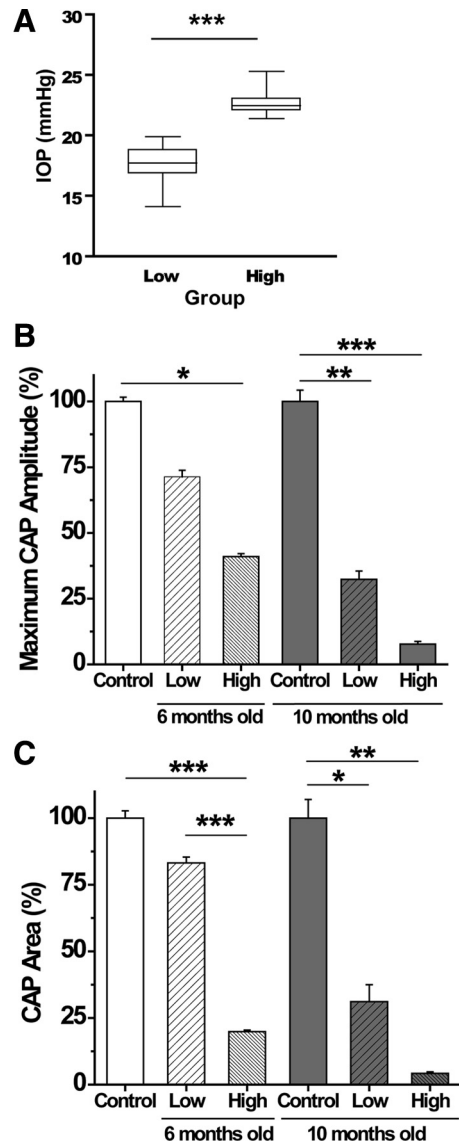 A
***
30
25
20
15
10
IOP (mmHg)
Low High
Group
B
***
*
**
100
75
50
25
0
Maximum CAP Amplitude (%)
Control Low High Control Low High
6 months old 10 months old
C
**
***
*
***
100
75
50
25
0
CAP Area (%)
Control Low High Control Low High
6 months old 10 months old